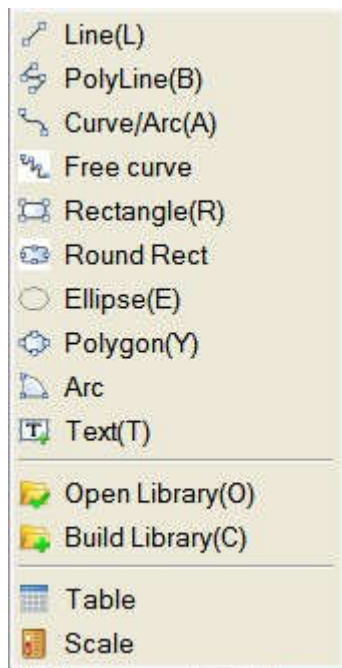 Line(L)
PolyLine(B)
Curve/Arc(A)
Free curve
Rectangle(R)
Round Rect
Ellipse(E)
Polygon(Y)
Arc
Text(T)
Open Library(O)
Build Library(C)
Table
Scale